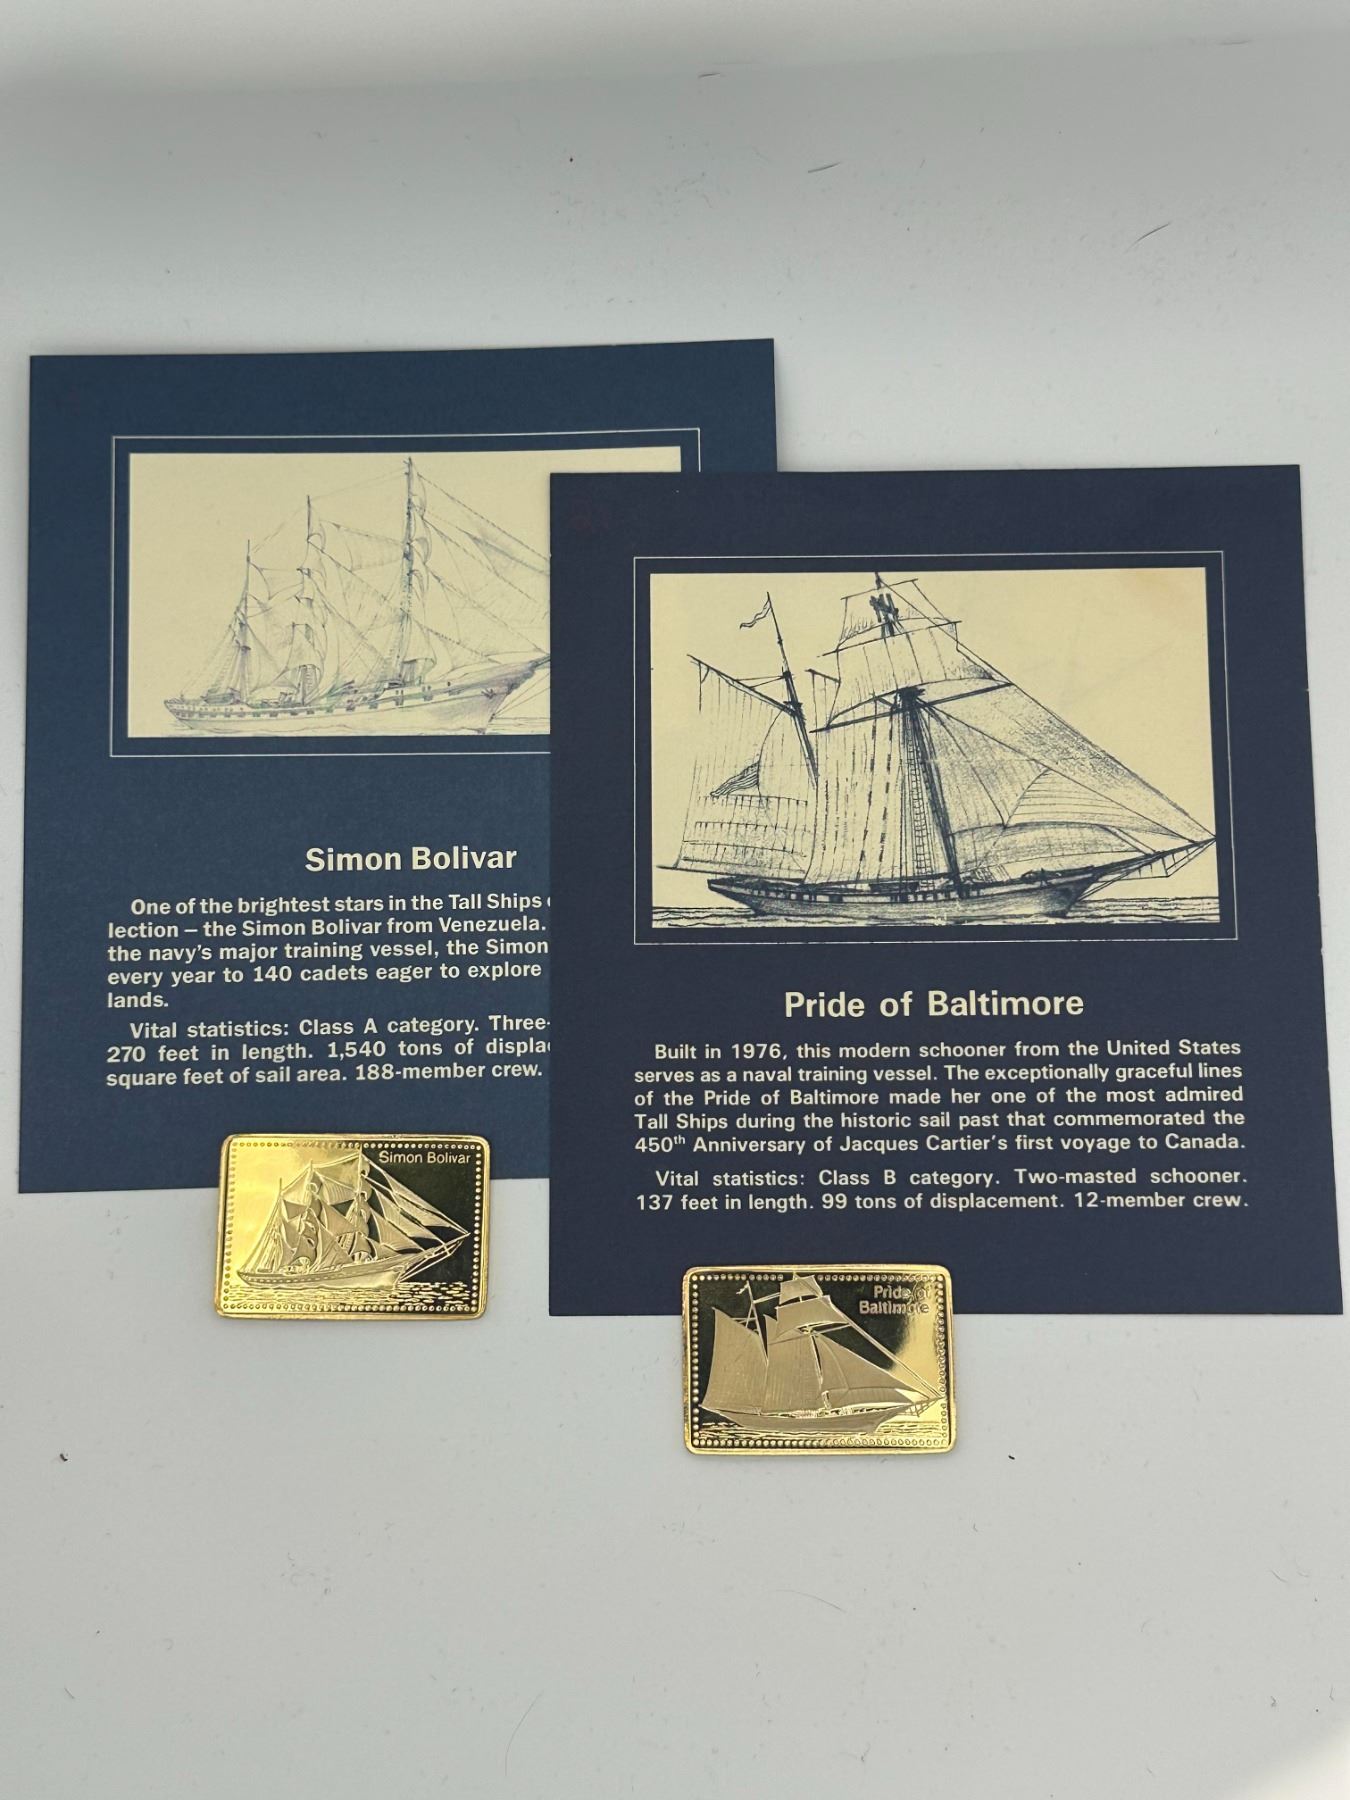 Simon Bolivar
One of the brightest stars in the Tall Ships
lection – the Simon Bolivar from Venezuela.
the navy's major training vessel, the Simon
every year to 140 cadets eager to explore
lands.
Vital statistics: Class A category. Three-
270 feet in length. 1,540 tons of displa
square feet of sail area. 188-member crew.
Pride of Baltimore
Built in 1976, this modern schooner from the United States
serves as a naval training vessel. The exceptionally graceful lines
of the Pride of Baltimore made her one of the most admired
Tall Ships during the historic sail past that commemorated the
450th Anniversary of Jacques Cartier's first voyage to Canada.
Vital statistics: Class B category. Two-masted schooner.
137 feet in length. 99 tons of displacement. 12-member crew.
Simon Bolivar
Pride of
Baltimore